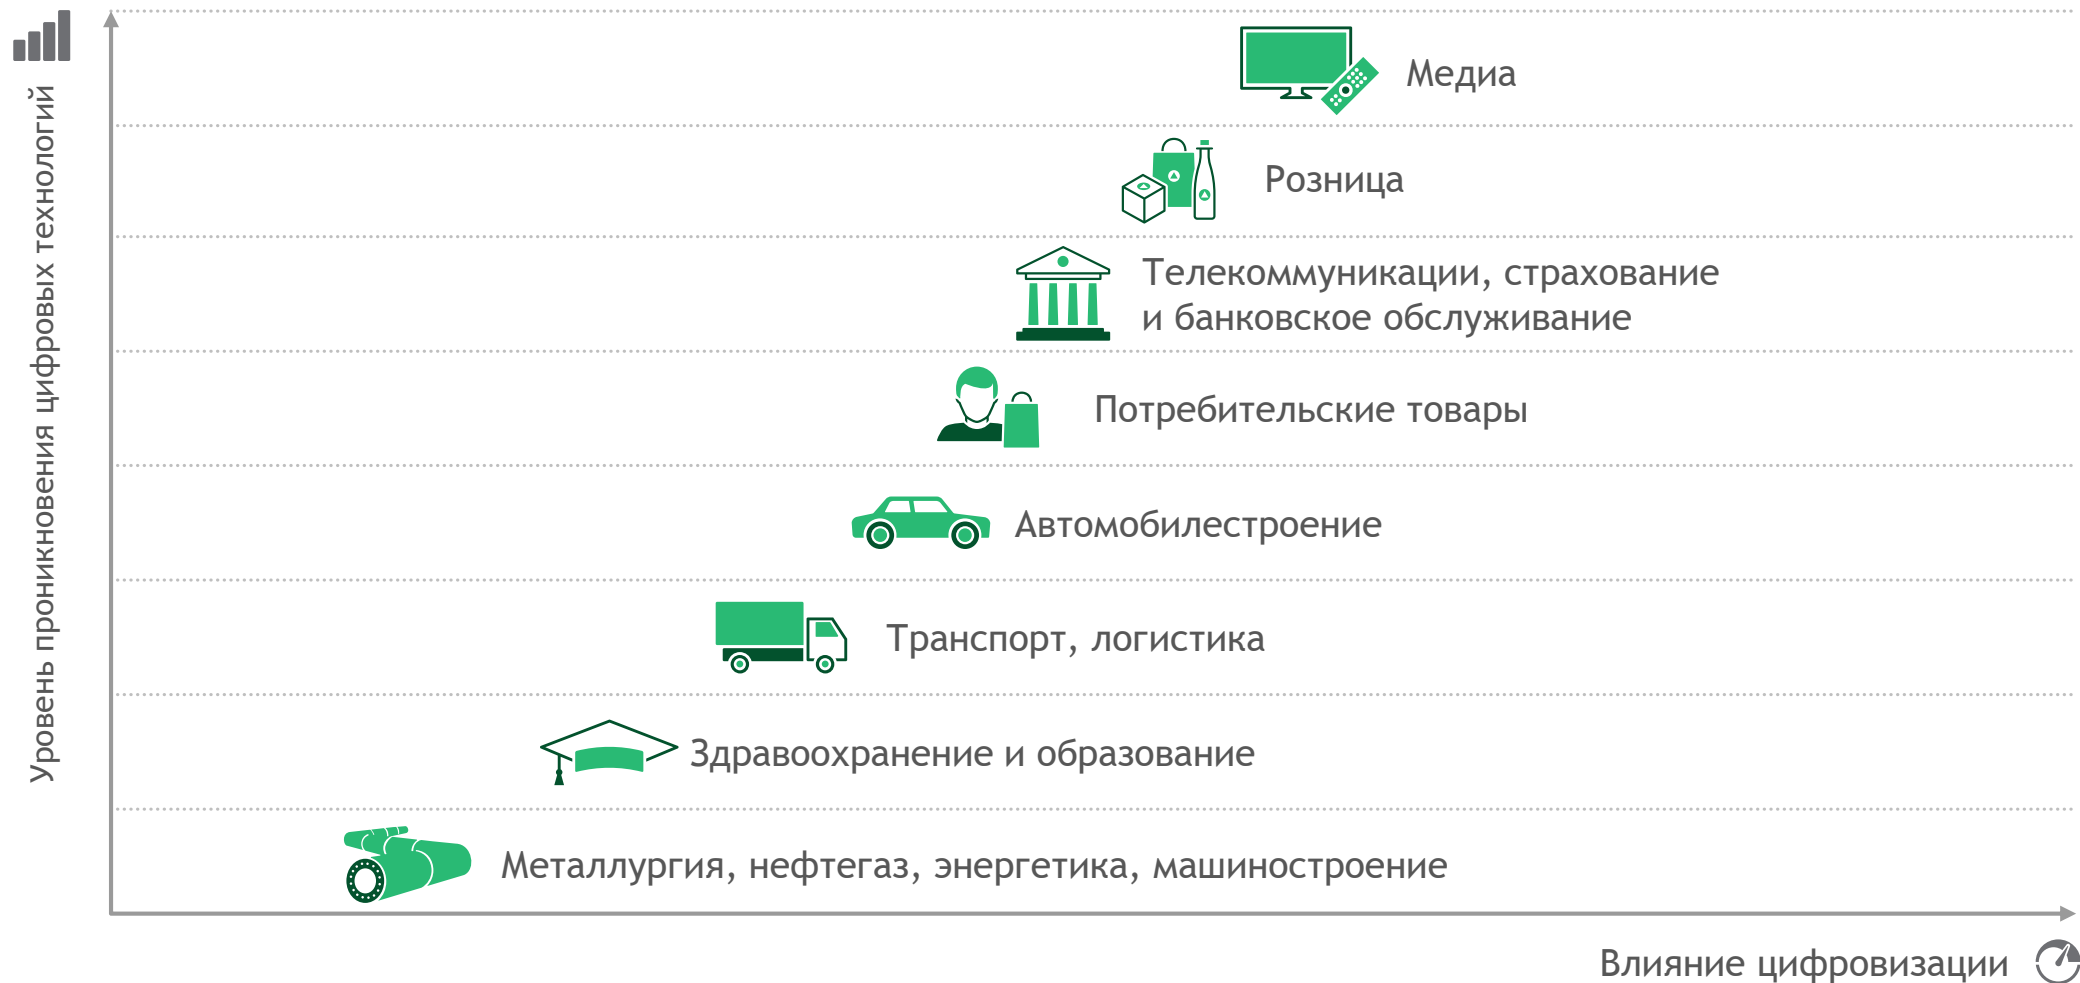 Уровень проникновения цифровых технологий
Медиа
Розница
Телекоммуникации, страхование
и банковское обслуживание
Потребительские товары
Автомобилестроение
Транспорт, логистика
Здравоохранение и образование
Металлургия, нефтегаз, энергетика, машиностроение
Влияние цифровизации